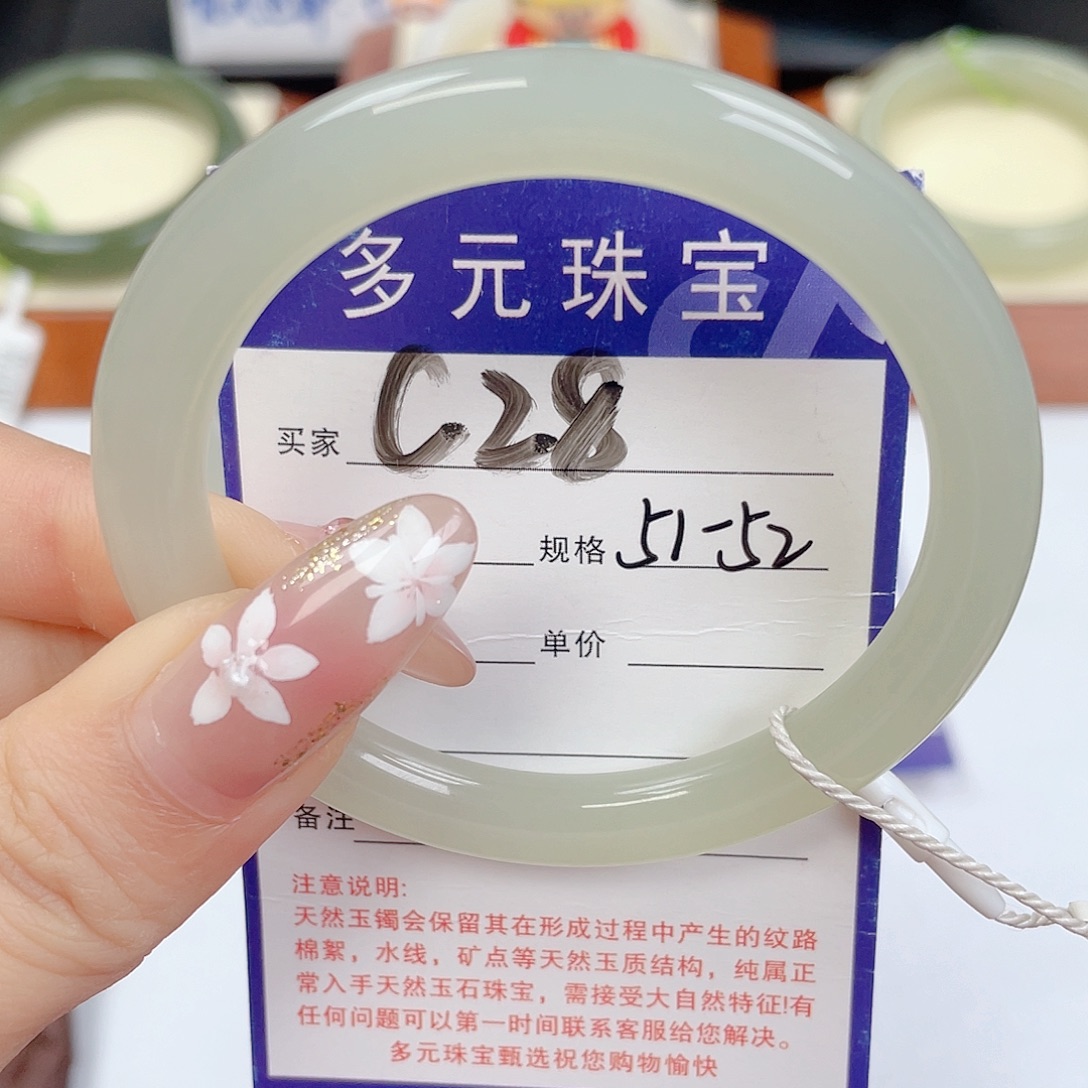 多元珠宝
买家 C28
规格 51-52
单价
备注
注意说明:
天然玉镯会保留其在形成过程中产生的纹路
棉絮，水线，矿点等天然玉质结构，纯属正
常入手天然玉石珠宝，需接受大自然特征!有
任何问题可以第一时间联系客服给您解决。
多元珠宝甄选祝您购物愉快